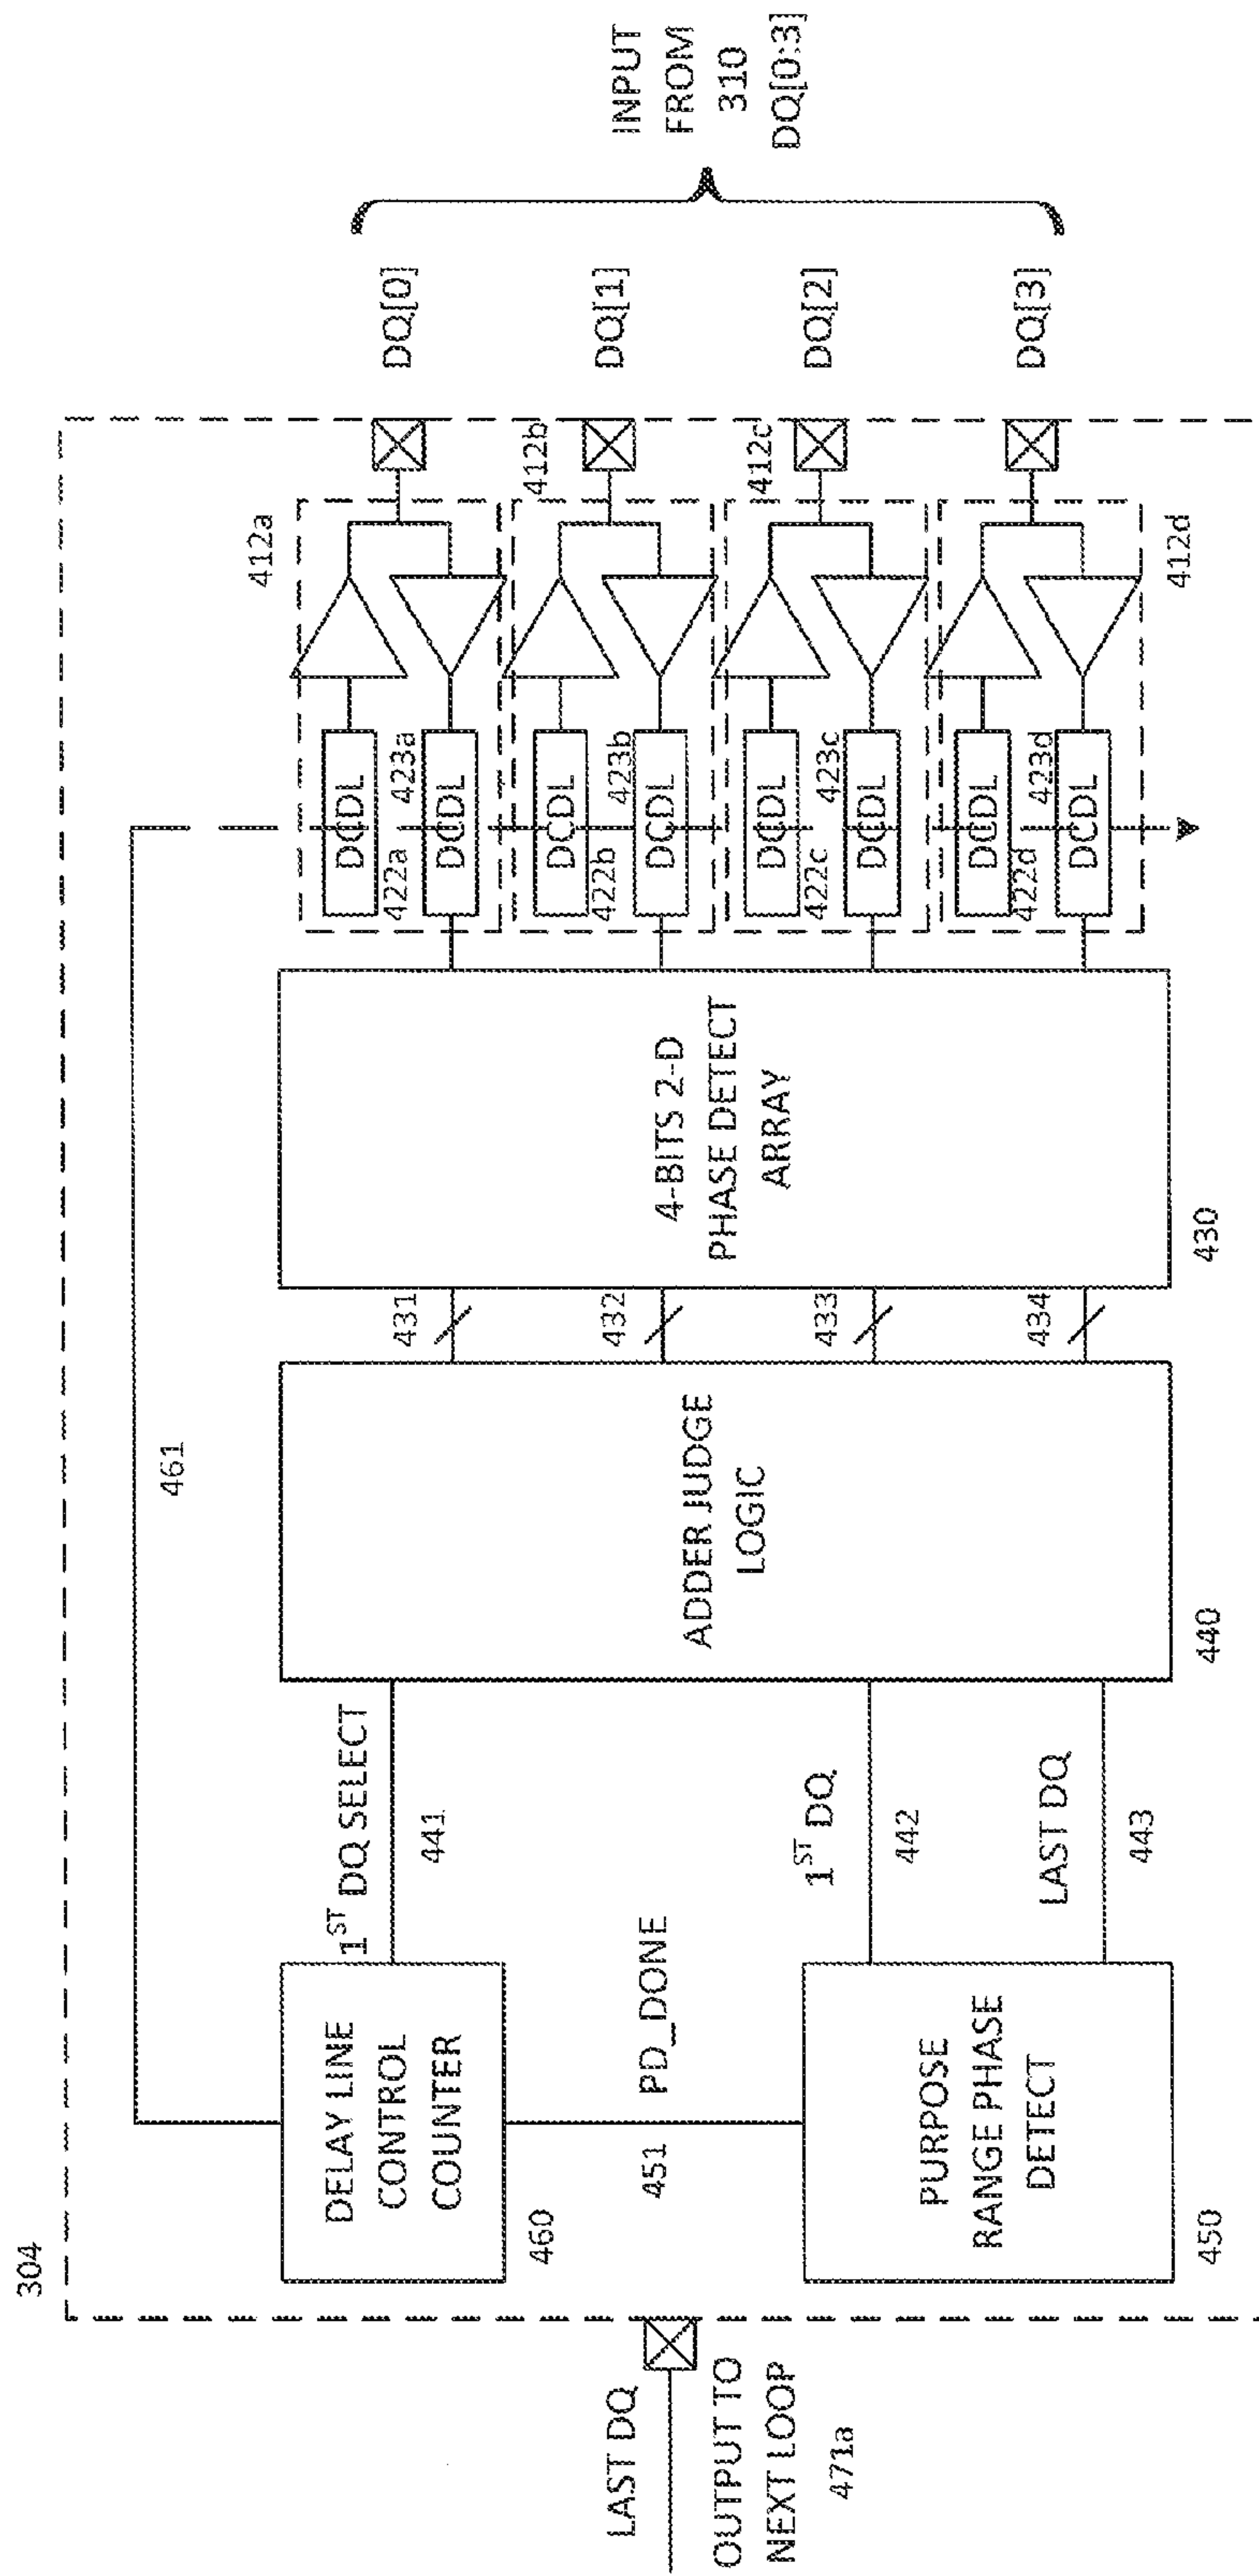 304
LAST DQ
OUTPUT TO
NEXT LOOP
471a
461
DELAY LINE
CONTROL
COUNTER
460
1ST DQ SELECT
441
PD_DONE
451
PURPOSE
RANGE PHASE
DETECT
450
1ST DQ
442
LAST DQ
443
ADDER JUDGE
LOGIC
440
431
432
433
434
4-BITS 2-D
PHASE DETECT
ARRAY
430
412a
DCDL
422a
423a
DCDL
412b
DCDL
422b
423b
DCDL
412c
DCDL
422c
423c
DCDL
412d
DCDL
422d
423d
DCDL
DQ[0]
DQ[1]
DQ[2]
DQ[3]
INPUT
FROM
310
DQ[0:3]